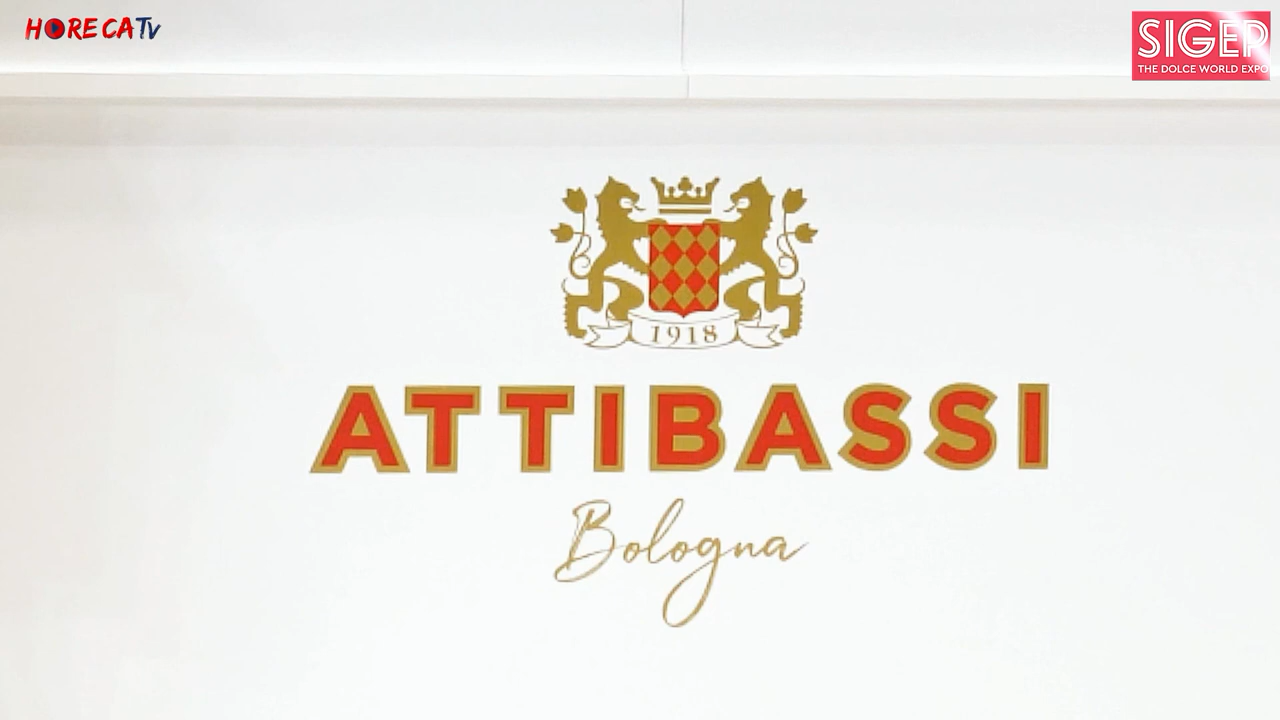 HORECATv
SIGEP
THE DOLCE WORLD EXPO
1918
ATTIBASSI
Bologna